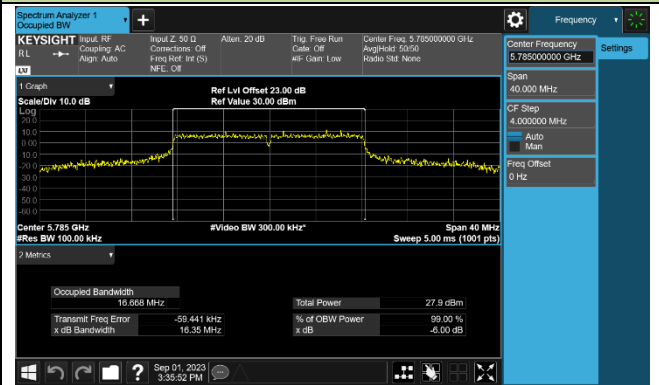 Spectrum Analyzer 1
Occupied BW
Frequency
KEYSIGHT
RL
LXI
Input: RF
Coupling: AC
Align: Auto
Input Z: 50 Ω
Corrections: Off
Freq Ref: Int (S)
NFE: Off
Atten: 20 dB
Trig: Free Run
Gate: Off
#IF Gain: Low
Center Freq: 5.785000000 GHz
Avg|Hold: 50/50
Radio Std: None
Center Frequency
5.785000000 GHz
Settings
Span
40.000 MHz
CF Step
4.000000 MHz
Auto
Man
Freq Offset
0 Hz
1 Graph
Scale/Div 10.0 dB
Ref Lvl Offset 23.00 dB
Ref Value 30.00 dBm
Log
20.0
10.0
0.00
-10.0
-20.0
-30.0
-40.0
-50.0
-60.0
Center 5.785 GHz
#Res BW 100.00 kHz
#Video BW 300.00 kHz*
Span 40 MHz
Sweep 5.00 ms (1001 pts)
2 Metrics
Occupied Bandwidth
16.668 MHz
Total Power 27.9 dBm
Transmit Freq Error -59.441 kHz
% of OBW Power 99.00 %
x dB Bandwidth 16.35 MHz
x dB -6.00 dB
Sep 01, 2023
3:35:52 PM